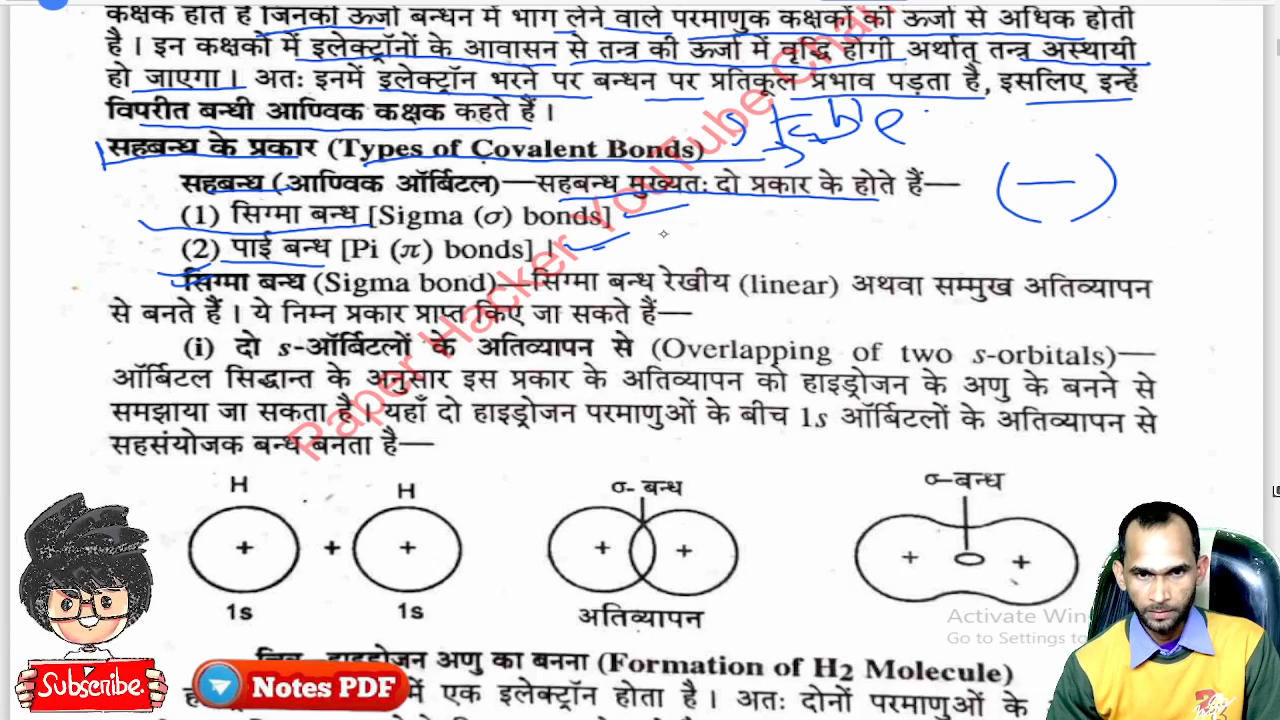 कक्षक होते हैं जिनकी ऊर्जा बन्धन में भाग लेने वाले परमाणुक कक्षकों की ऊर्जा से अधिक होती
है। इन कक्षकों में इलेक्ट्रॉनों के आवासन से तन्त्र की ऊर्जा में वृद्धि होगी अर्थात् तन्त्र अस्थायी
हो जाएगा। अतः इनमें इलेक्ट्रॉन भरने पर बन्धन पर प्रतिकूल प्रभाव पड़ता है, इसलिए इन्हें
विपरीत बन्धी आण्विक कक्षक कहते हैं।
stable
सहबन्ध के प्रकार (Types of Covalent Bonds)
सहबन्ध (आण्विक ऑर्बिटल)—सहबन्ध मुख्यतः दो प्रकार के होते हैं—
(—)
(1) सिग्मा बन्ध [Sigma (σ) bonds]
(2) पाई बन्ध [Pi (π) bonds]।
सिग्मा बन्ध (Sigma bond)—सिग्मा बन्ध रेखीय (linear) अथवा सम्मुख अतिव्यापन
से बनते हैं। ये निम्न प्रकार प्राप्त किए जा सकते हैं—
(i) दो s-ऑर्बिटलों के अतिव्यापन से (Overlapping of two s-orbitals)—
ऑर्बिटल सिद्धान्त के अनुसार इस प्रकार के अतिव्यापन को हाइड्रोजन के अणु के बनने से
समझाया जा सकता है। यहाँ दो हाइड्रोजन परमाणुओं के बीच 1s ऑर्बिटलों के अतिव्यापन से
सहसंयोजक बन्ध बनता है—
Paper Hacker YouTube Chan
H H σ- बन्ध σ-बन्ध
+ + + + + + +
1s 1s अतिव्यापन
Activate Win
Go to Settings to
चित्र- हाइड्रोजन अणु का बनना (Formation of H2 Molecule)
में एक इलेक्ट्रॉन होता है। अतः दोनों परमाणुओं के
Subscribe
Notes PDF